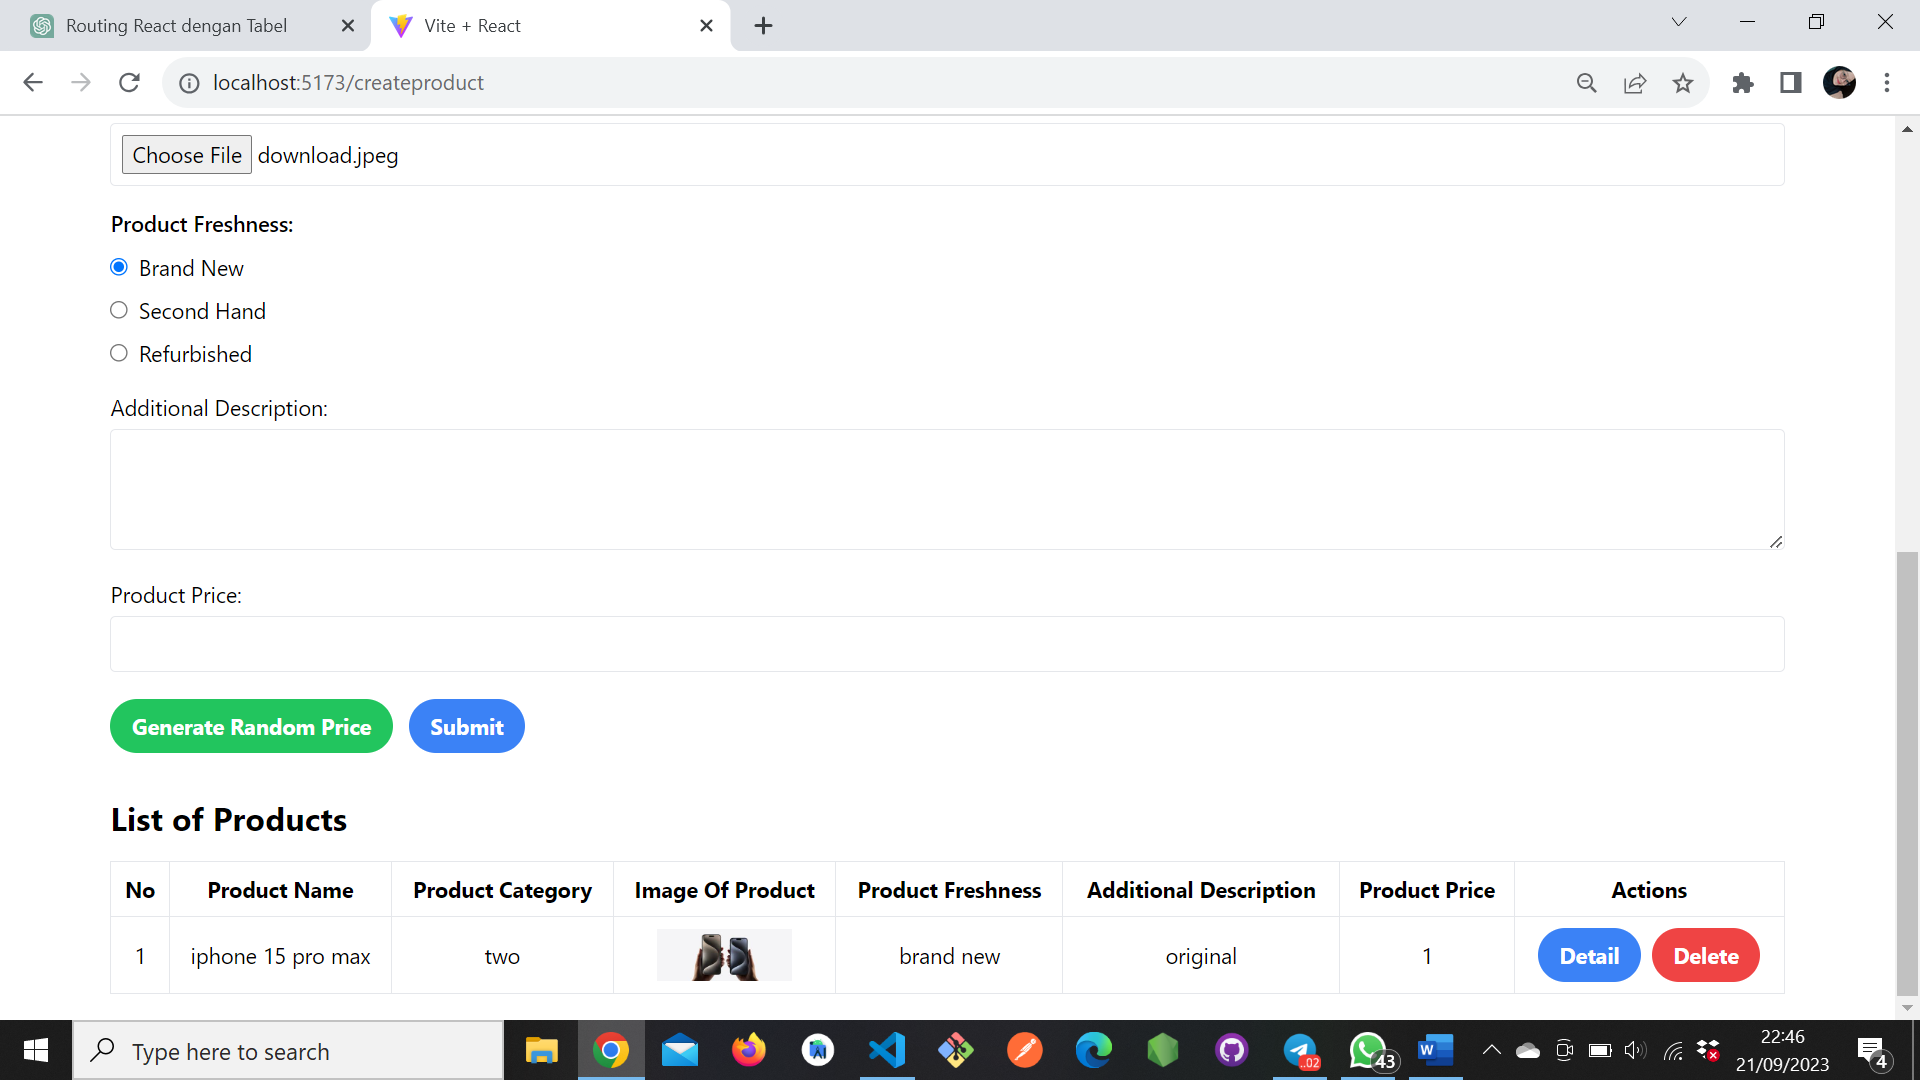 Routing React dengan Tabel
Vite + React
localhost:5173/createproduct
Choose File download.jpeg
Product Freshness:
Brand New
Second Hand
Refurbished
Additional Description:
Product Price:
Generate Random Price Submit
List of Products
No Product Name Product Category Image Of Product Product Freshness Additional Description Product Price Actions
1 iphone 15 pro max two brand new original 1 Detail Delete
Type here to search
..02
43
W
22:46
21/09/2023
4